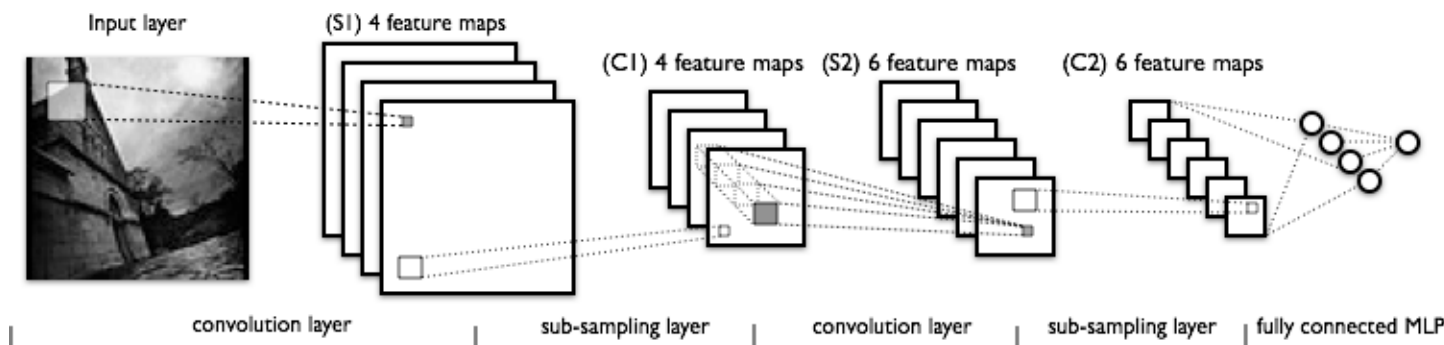 Input layer
(S1) 4 feature maps
(C1) 4 feature maps
(S2) 6 feature maps
(C2) 6 feature maps
convolution layer
sub-sampling layer
convolution layer
sub-sampling layer
fully connected MLP